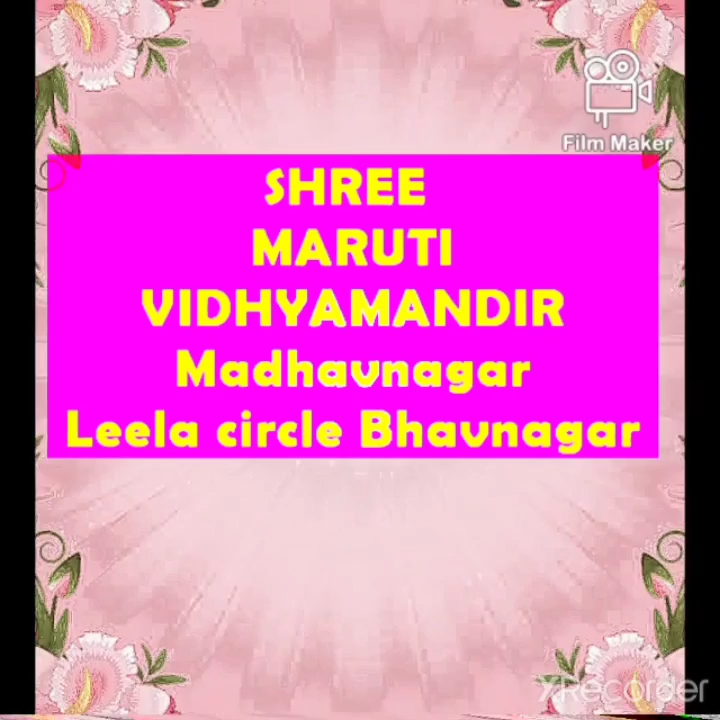 Film Maker
SHREE
MARUTI
VIDHYAMANDIR
Madhavnagar
Leela circle Bhavnagar
XRecorder